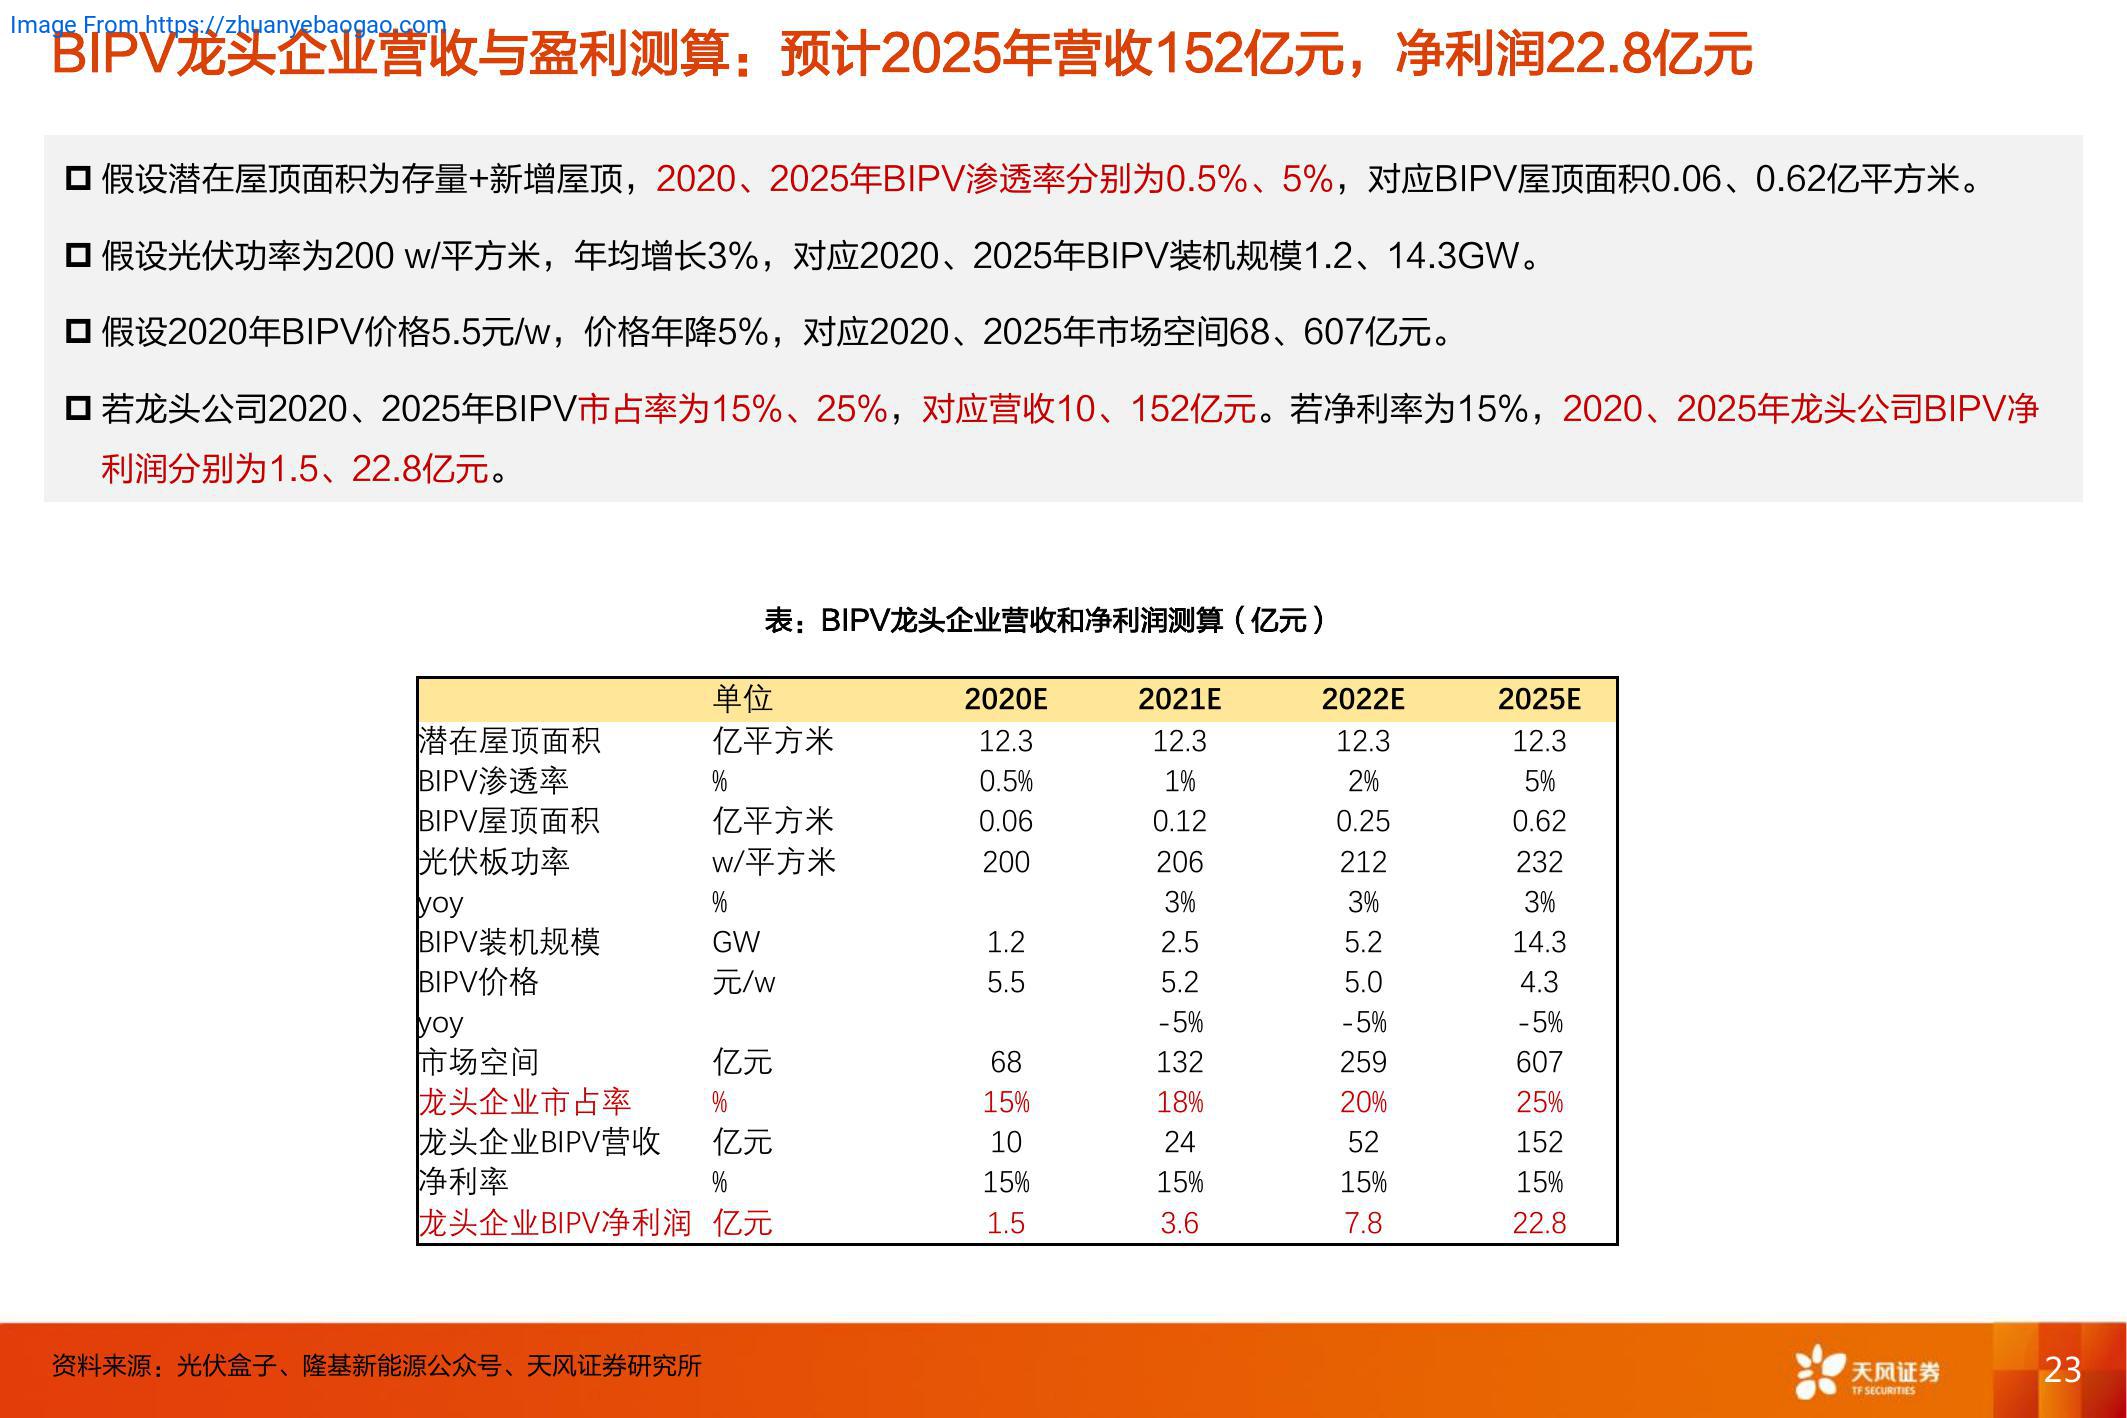 Image From https://zhuanyebaogao.com
BIPV龙头企业营收与盈利测算：预计2025年营收152亿元，净利润22.8亿元
假设潜在屋顶面积为存量+新增屋顶，2020、2025年BIPV渗透率分别为0.5%、5%，对应BIPV屋顶面积0.06、0.62亿平方米。
假设光伏功率为200 w/平方米，年均增长3%，对应2020、2025年BIPV装机规模1.2、14.3GW。
假设2020年BIPV价格5.5元/w，价格年降5%，对应2020、2025年市场空间68、607亿元。
若龙头公司2020、2025年BIPV市占率为15%、25%，对应营收10、152亿元。若净利率为15%，2020、2025年龙头公司BIPV净
利润分别为1.5、22.8亿元。
表：BIPV龙头企业营收和净利润测算（亿元）
单位 2020E 2021E 2022E 2025E
潜在屋顶面积 亿平方米 12.3 12.3 12.3 12.3
BIPV渗透率 % 0.5% 1% 2% 5%
BIPV屋顶面积 亿平方米 0.06 0.12 0.25 0.62
光伏板功率 w/平方米 200 206 212 232
yoy % 3% 3% 3%
BIPV装机规模 GW 1.2 2.5 5.2 14.3
BIPV价格 元/w 5.5 5.2 5.0 4.3
yoy -5% -5% -5%
市场空间 亿元 68 132 259 607
龙头企业市占率 % 15% 18% 20% 25%
龙头企业BIPV营收 亿元 10 24 52 152
净利率 % 15% 15% 15% 15%
龙头企业BIPV净利润 亿元 1.5 3.6 7.8 22.8
资料来源：光伏盒子、隆基新能源公众号、天风证券研究所
天风证券
TF SECURITIES
23